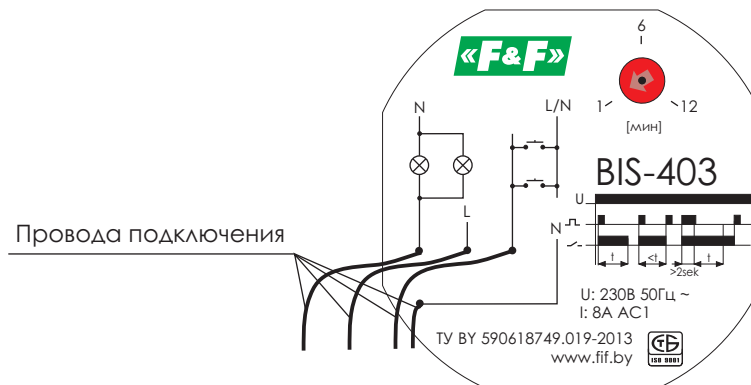 6
«F&F»
1
12
[мин]
N
L/N
BIS-403
U
L
N
Провода подключения
t
<t
t
>2sek
U: 230В 50Гц ~
I: 8A AC1
ТУ BY 590618749.019-2013
www.fif.by
СТБ
ISO 9001